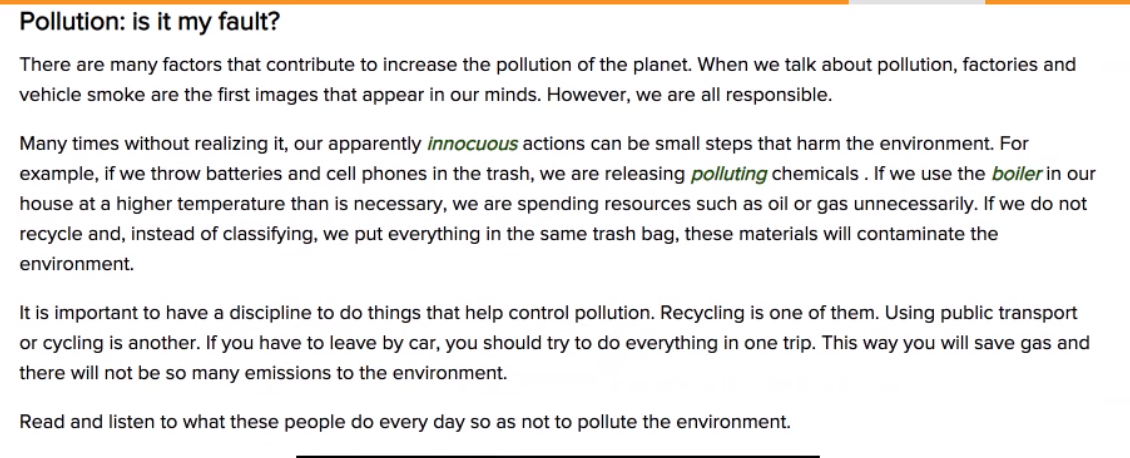 Pollution: is it my fault?
There are many factors that contribute to increase the pollution of the planet. When we talk about pollution, factories and
vehicle smoke are the first images that appear in our minds. However, we are all responsible.
Many times without realizing it, our apparently innocuous actions can be small steps that harm the environment. For
example, if we throw batteries and cell phones in the trash, we are releasing polluting chemicals . If we use the boiler in our
house at a higher temperature than is necessary, we are spending resources such as oil or gas unnecessarily. If we do not
recycle and, instead of classifying, we put everything in the same trash bag, these materials will contaminate the
environment.
It is important to have a discipline to do things that help control pollution. Recycling is one of them. Using public transport
or cycling is another. If you have to leave by car, you should try to do everything in one trip. This way you will save gas and
there will not be so many emissions to the environment.
Read and listen to what these people do every day so as not to pollute the environment.